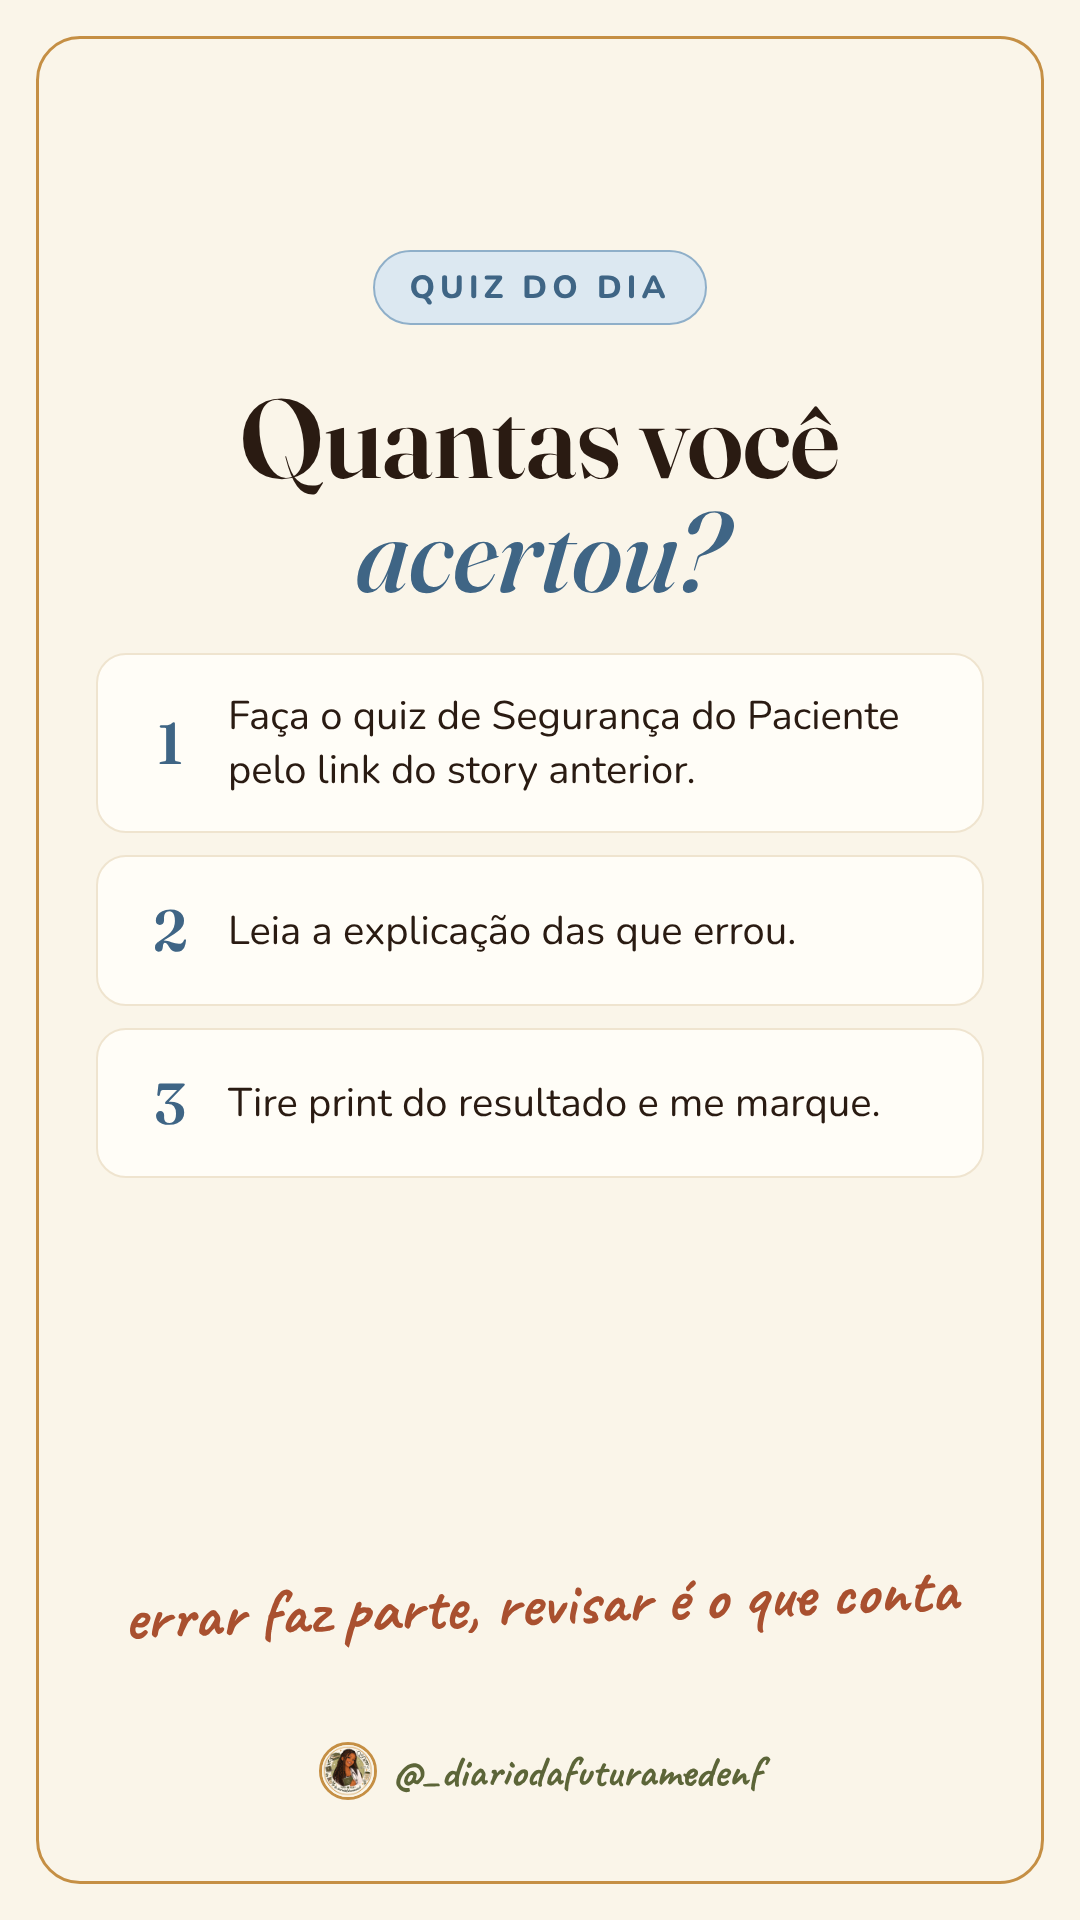 QUIZ DO DIA
Quantas você
acertou?
1
Faça o quiz de Segurança do Paciente
pelo link do story anterior.
2
Leia a explicação das que errou.
3
Tire print do resultado e me marque.
errar faz parte, revisar é o que conta
@_diariodafuturamedenf